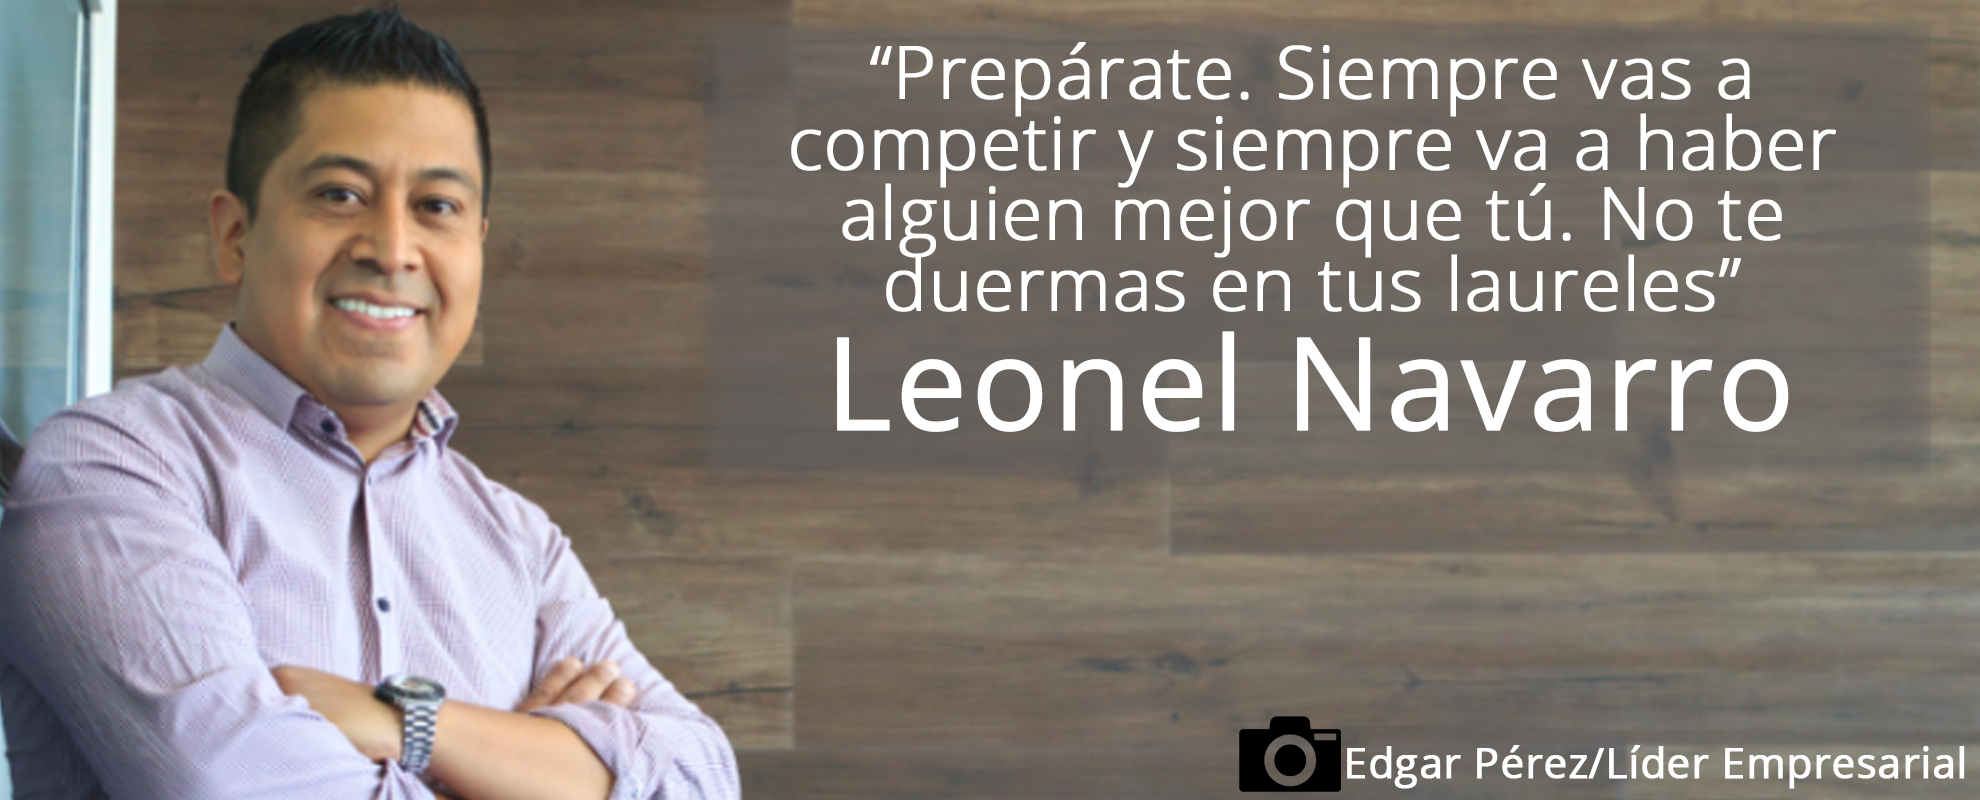 “Prepárate. Siempre vas a
competir y siempre va a haber
alguien mejor que tú. No te
duermas en tus laureles”
Leonel Navarro
Edgar Pérez/Líder Empresarial